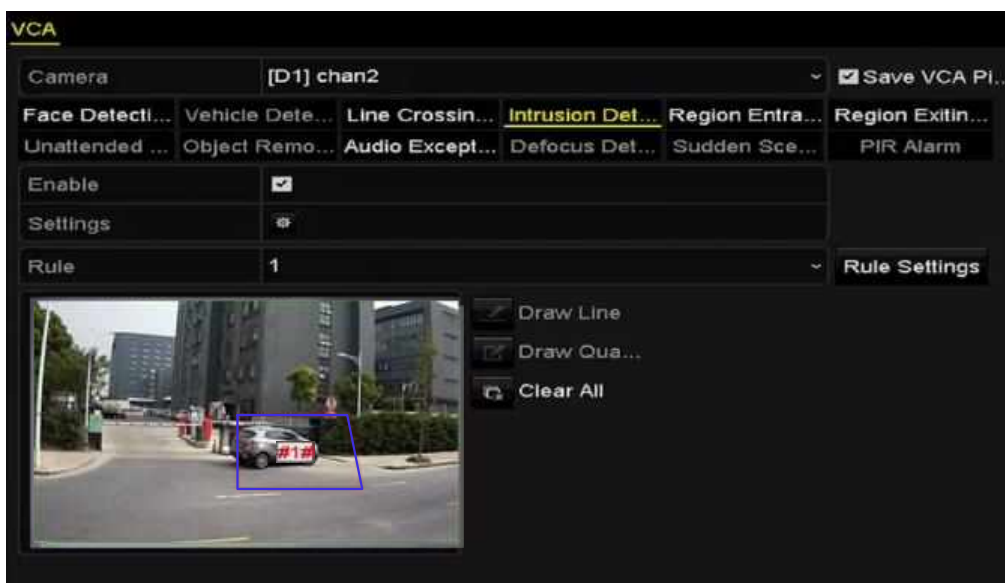 VCA
Camera [D1] chan2 Save VCA Pi...
Face Detecti... Vehicle Dete... Line Crossin... Intrusion Det... Region Entra... Region Exitin...
Unattended ... Object Remo... Audio Except... Defocus Det... Sudden Sce... PIR Alarm
Enable
Settings
Rule 1 Rule Settings
Draw Line
Draw Qua...
Clear All
#1#